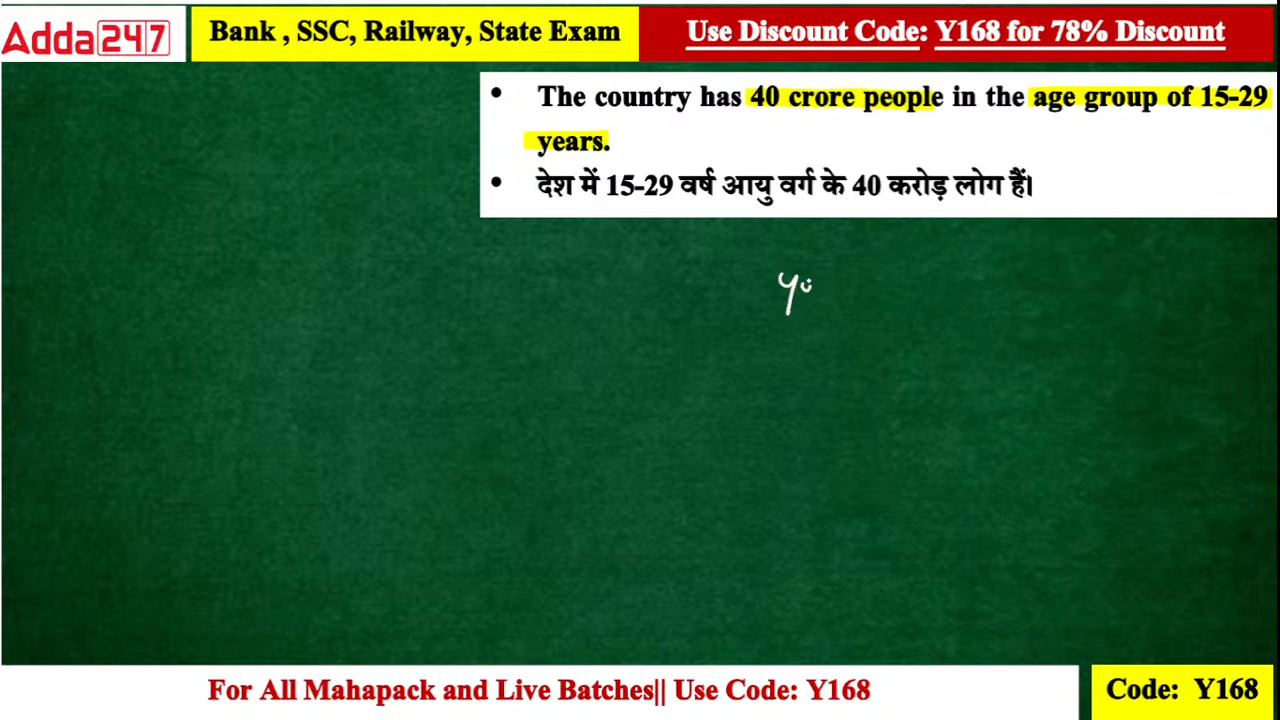 Adda247
Bank , SSC, Railway, State Exam
Use Discount Code: Y168 for 78% Discount
• The country has 40 crore people in the age group of 15-29
years.
• देश में 15-29 वर्ष आयु वर्ग के 40 करोड़ लोग हैं।
For All Mahapack and Live Batches|| Use Code: Y168
Code: Y168